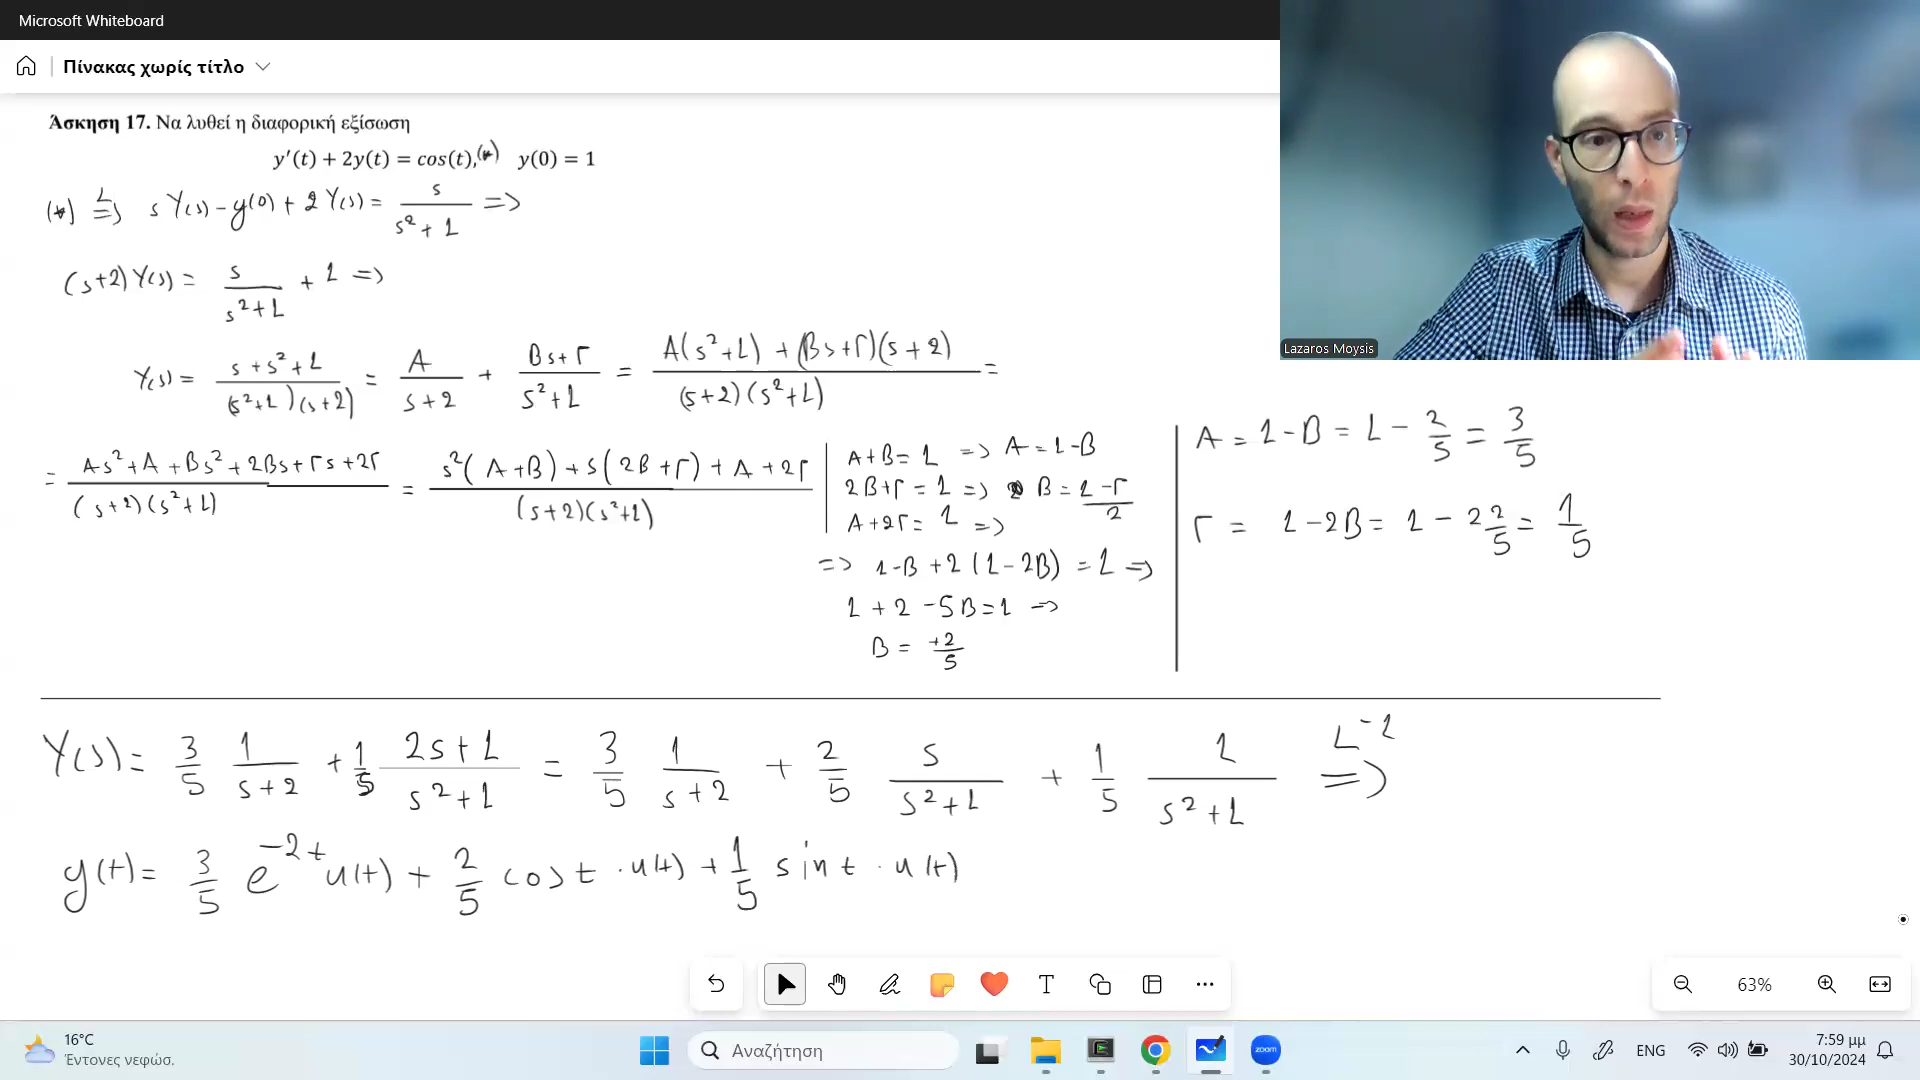 Microsoft Whiteboard
Πίνακας χωρίς τίτλο
Άσκηση 17. Να λυθεί η διαφορική εξίσωση
y′(t) + 2y(t) = cos(t), (*) y(0) = 1
(*) L=> sY(s) - y(0) + 2Y(s) = s/(s²+1) =>
(s+2)Y(s) = s/(s²+1) + 1 =>
Y(s) = (s+s²+1)/((s²+1)(s+2)) = A/(s+2) + (Bs+Γ)/(s²+1) = (A(s²+1)+(Bs+Γ)(s+2))/((s+2)(s²+1)) =
= (As²+A+Bs²+2Bs+Γs+2Γ)/((s+2)(s²+1)) = (s²(A+B)+s(2B+Γ)+A+2Γ)/((s+2)(s²+1))
A+B=1 => A=1-B
2B+Γ=1 => B=(1-Γ)/2
A+2Γ=1 =>
=> 1-B+2(1-2B)=1 =>
1+2-5B=1 =>
B = +2/5
A = 1-B = 1 - 2/5 = 3/5
Γ = 1-2B = 1 - 2 2/5 = 1/5
Y(s) = 3/5 1/(s+2) + 1/5 (2s+1)/(s²+1) = 3/5 1/(s+2) + 2/5 s/(s²+1) + 1/5 1/(s²+1) L⁻¹=>
y(t) = 3/5 e^(-2t) u(t) + 2/5 cost · u(t) + 1/5 sint · u(t)
Lazaros Moysis
T
63%
16°C
Έντονες νεφώσ.
Αναζήτηση
zoom
ENG
7:59 μμ
30/10/2024